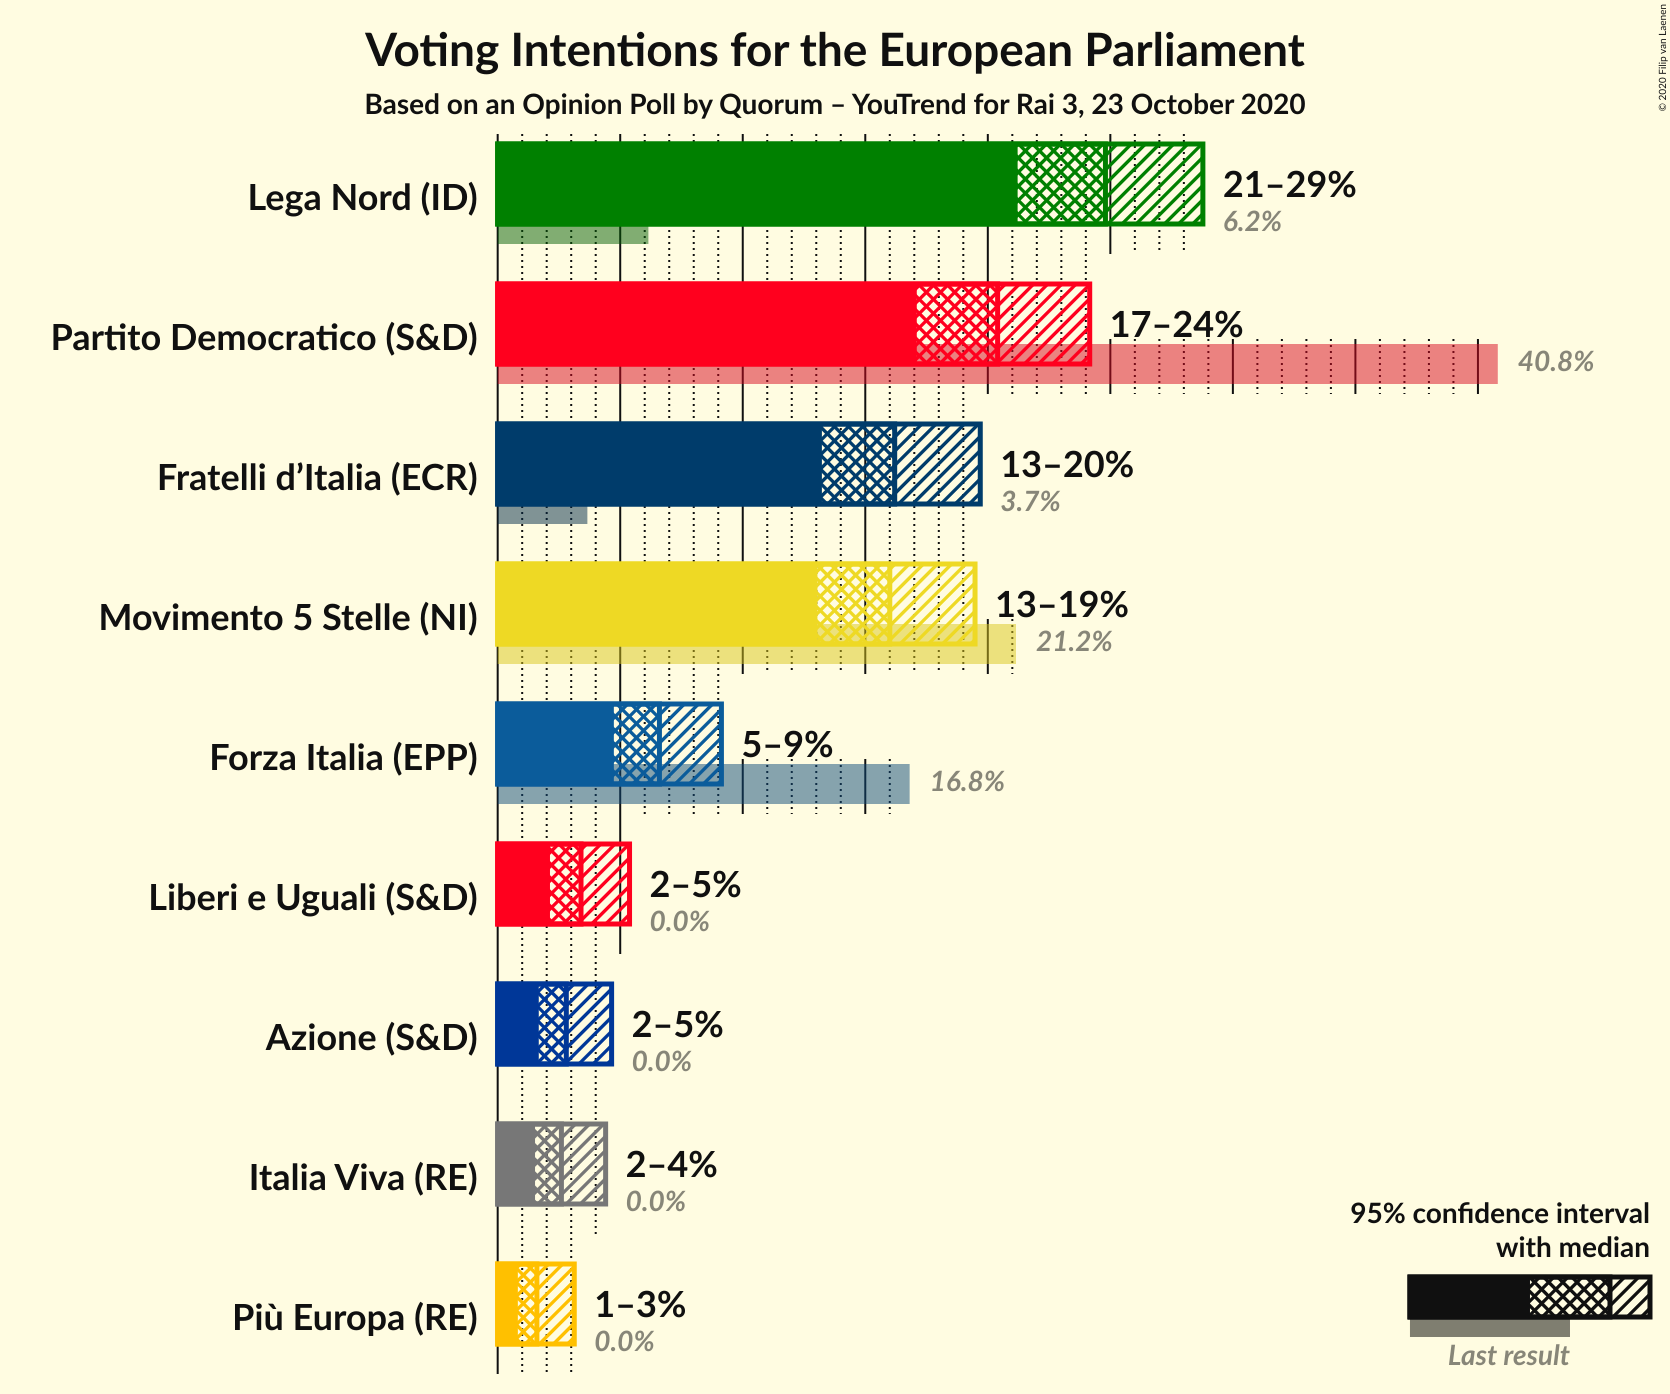 Voting Intentions for the European Parliament
Based on an Opinion Poll by Quorum – YouTrend for Rai 3, 23 October 2020
© 2020 Filip van Laenen
Lega Nord (ID)
21–29%
6.2%
Partito Democratico (S&D)
17–24%
40.8%
Fratelli d’Italia (ECR)
13–20%
3.7%
Movimento 5 Stelle (NI)
13–19%
21.2%
Forza Italia (EPP)
5–9%
16.8%
Liberi e Uguali (S&D)
2–5%
0.0%
Azione (S&D)
2–5%
0.0%
Italia Viva (RE)
2–4%
0.0%
Più Europa (RE)
1–3%
0.0%
95% confidence interval
with median
Last result